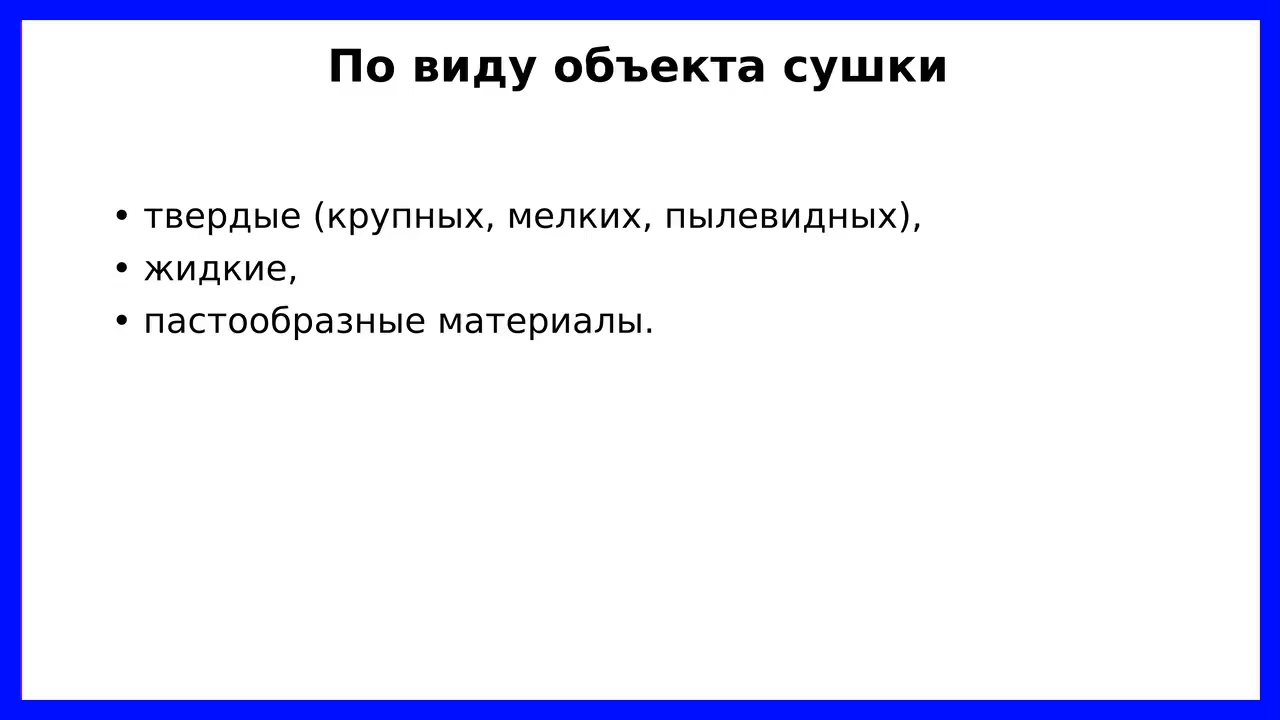 По виду объекта сушки
• твердые (крупных, мелких, пылевидных),
• жидкие,
• пастообразные материалы.